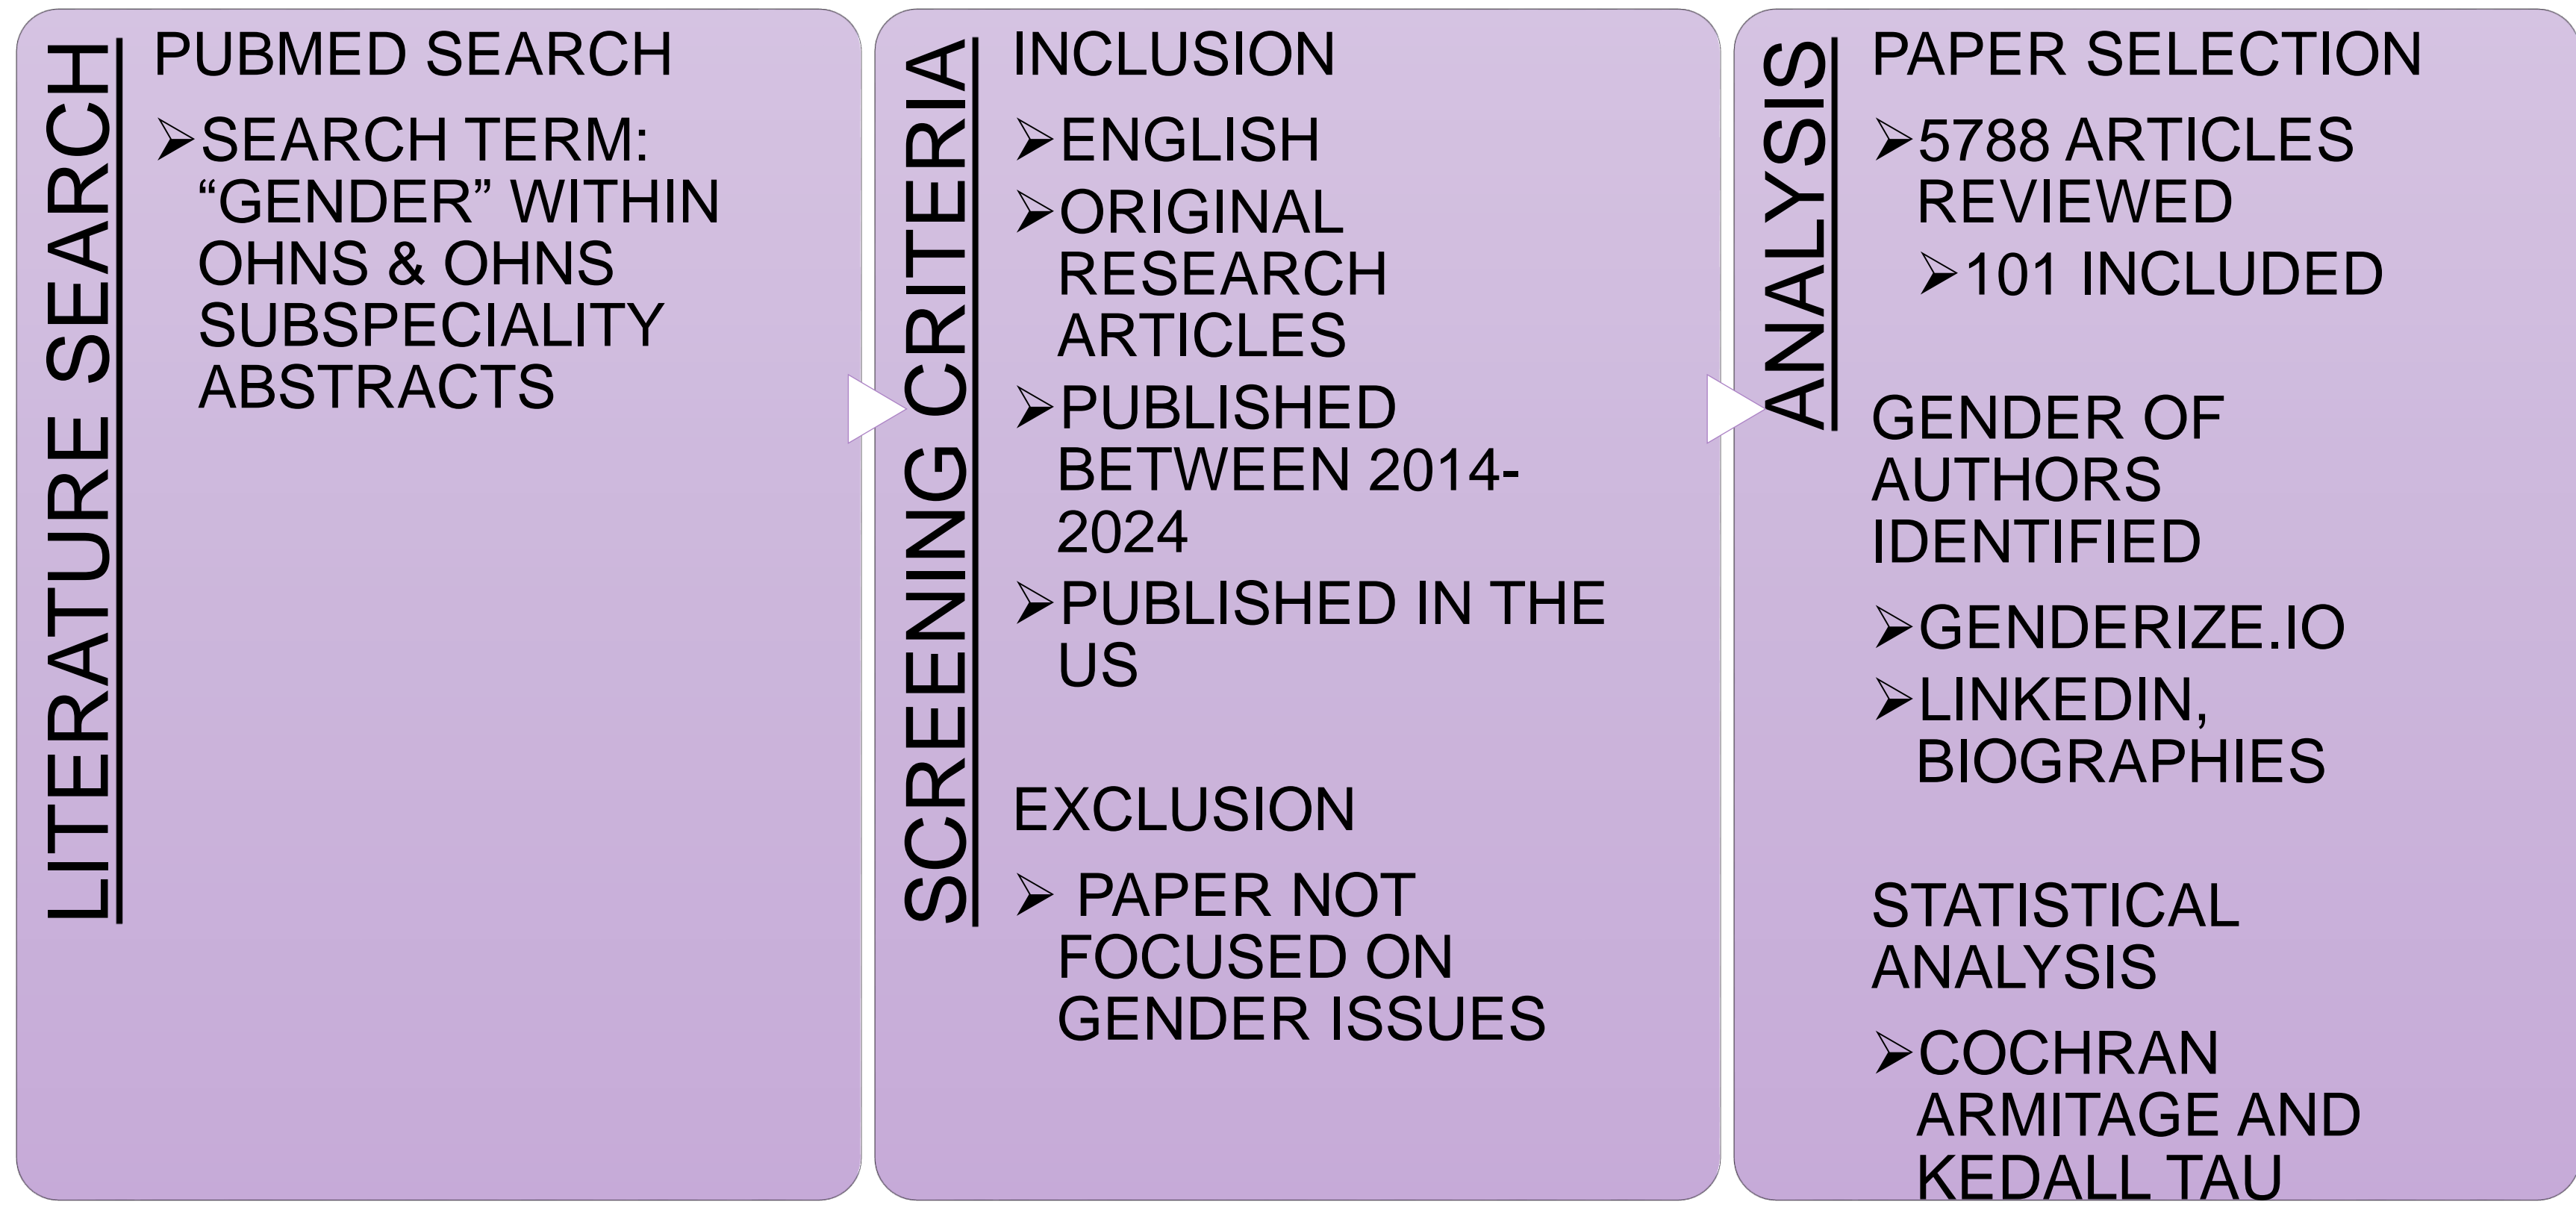 LITERATURE SEARCH
PUBMED SEARCH
➢SEARCH TERM:
“GENDER” WITHIN
OHNS & OHNS
SUBSPECIALITY
ABSTRACTS
SCREENING CRITERIA
INCLUSION
➢ENGLISH
➢ORIGINAL
RESEARCH
ARTICLES
➢PUBLISHED
BETWEEN 2014-
2024
➢PUBLISHED IN THE
US
EXCLUSION
➢ PAPER NOT
FOCUSED ON
GENDER ISSUES
ANALYSIS
PAPER SELECTION
➢5788 ARTICLES
REVIEWED
➢101 INCLUDED
GENDER OF
AUTHORS
IDENTIFIED
➢GENDERIZE.IO
➢LINKEDIN,
BIOGRAPHIES
STATISTICAL
ANALYSIS
➢COCHRAN
ARMITAGE AND
KEDALL TAU